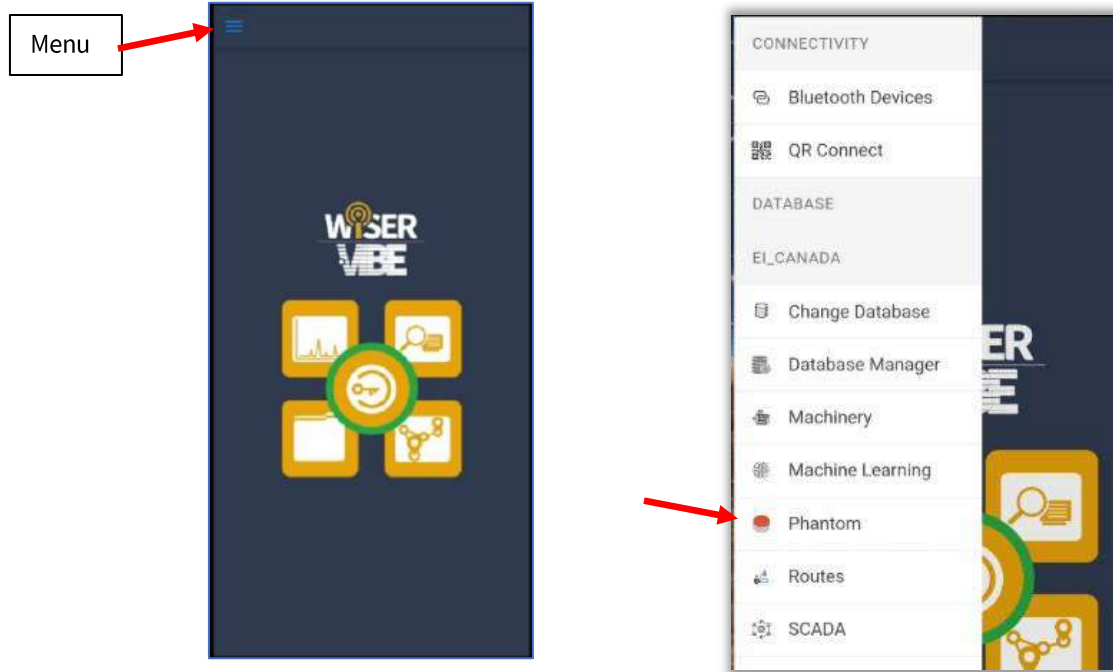 Menu
WiSER
VIBE
CONNECTIVITY
Bluetooth Devices
QR Connect
DATABASE
EI_CANADA
Change Database
Database Manager
Machinery
Machine Learning
Phantom
Routes
SCADA
ER